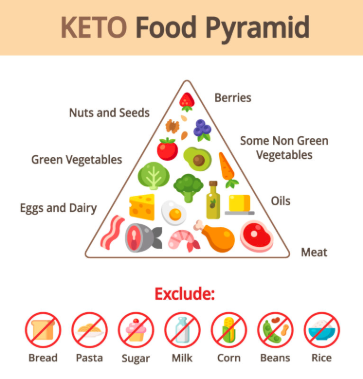 KETO Food Pyramid
Berries
Nuts and Seeds
Some Non Green
Vegetables
Green Vegetables
Oils
Eggs and Dairy
Meat
Exclude:
Bread
Pasta
Sugar
Milk
Corn
Beans
Rice